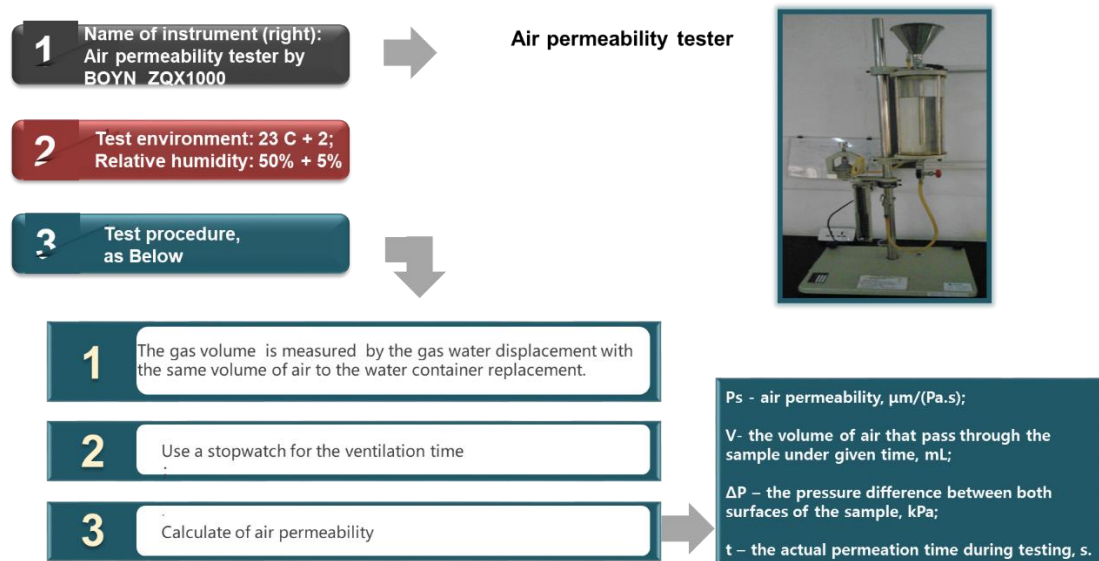 1
Name of instrument (right):
Air permeability tester by
BOYN ZQX1000
Air permeability tester
2
Test environment: 23 C + 2;
Relative humidity: 50% + 5%
3
Test procedure,
as Below
1
The gas volume is measured by the gas water displacement with
the same volume of air to the water container replacement.
2
Use a stopwatch for the ventilation time
;
3
.
Calculate of air permeability
Ps - air permeability, μm/(Pa.s);
V- the volume of air that pass through the
sample under given time, mL;
ΔP – the pressure difference between both
surfaces of the sample, kPa;
t – the actual permeation time during testing, s.